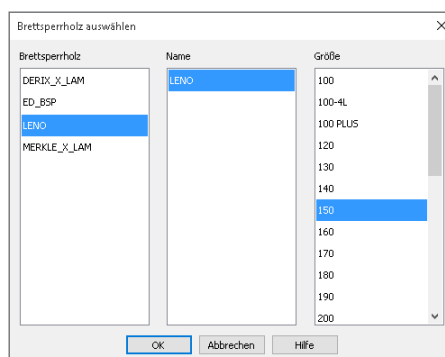 Brettsperrholz auswählen
Brettsperrholz
DERIX_X_LAM
ED_BSP
LENO
MERKLE_X_LAM
Name
LENO
Größe
100
100-4L
100 PLUS
120
130
140
150
160
170
180
190
200
OK
Abbrechen
Hilfe